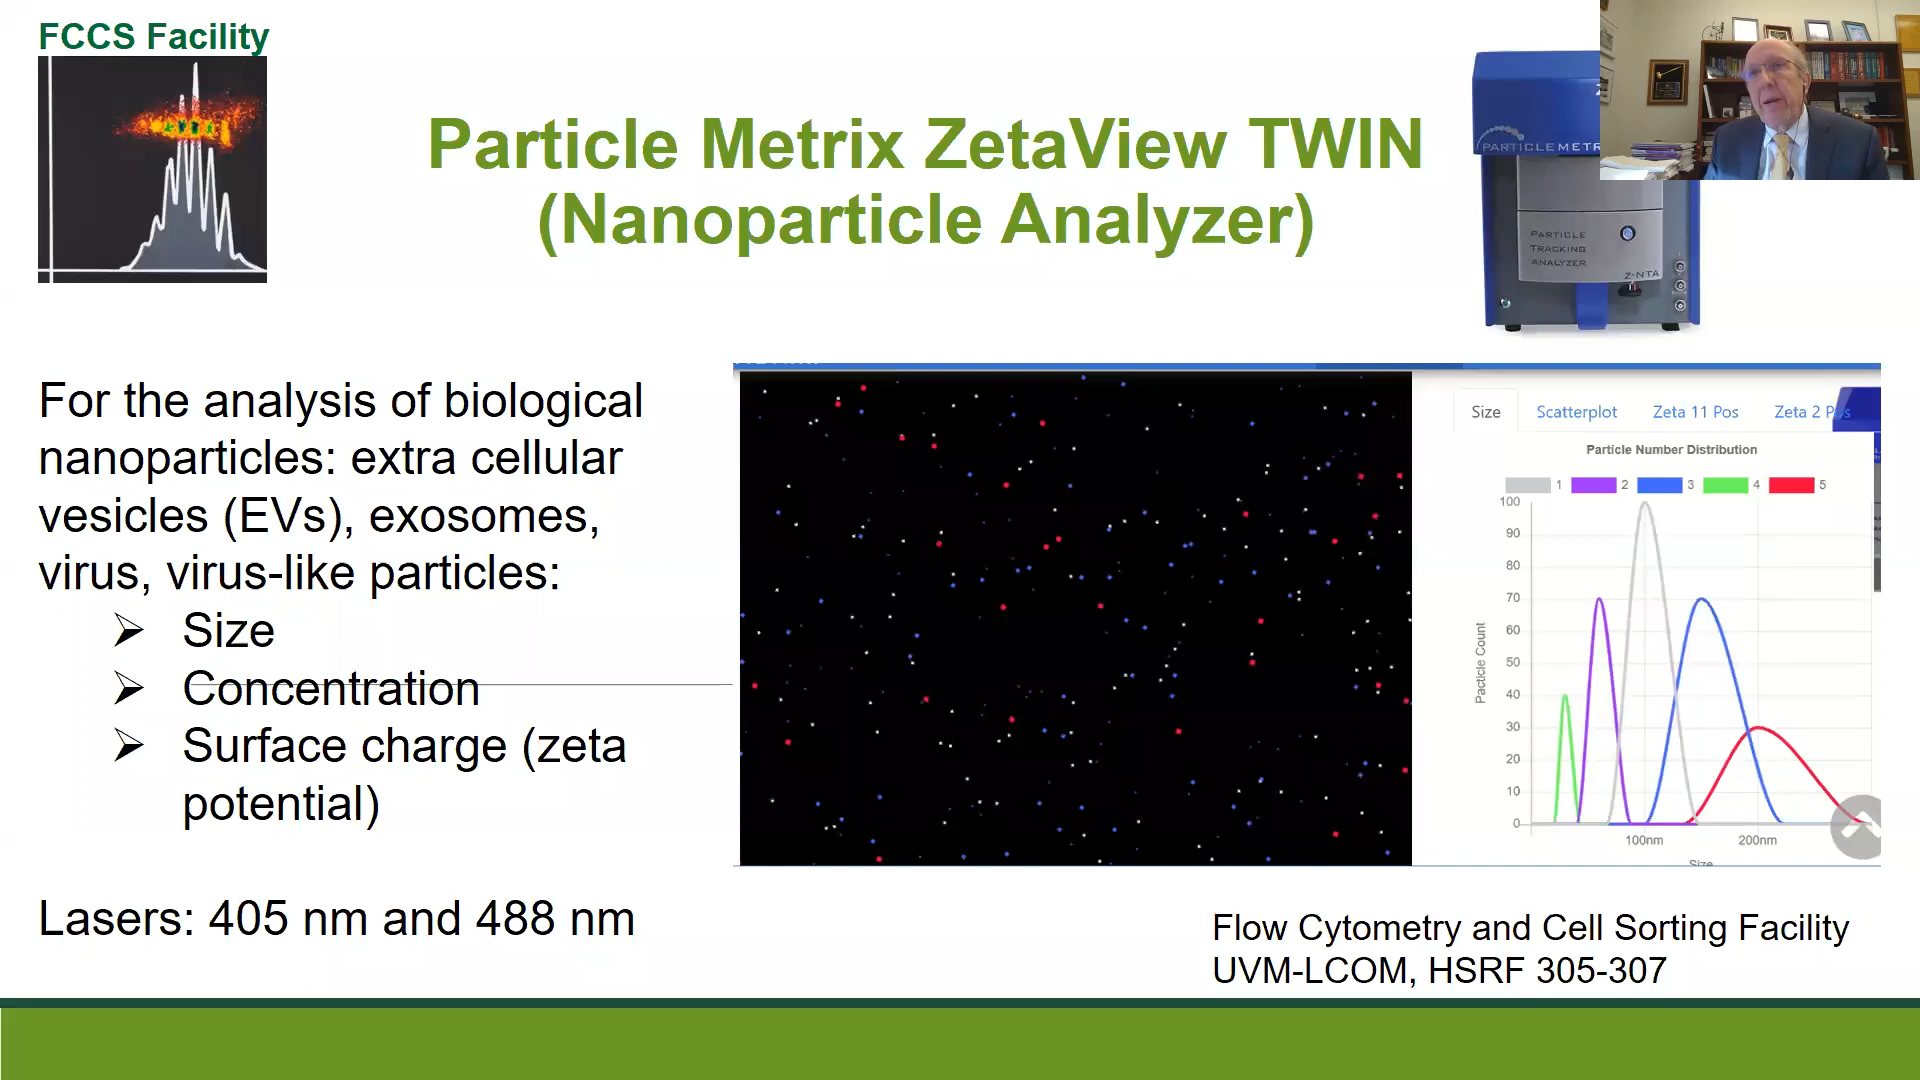 FCCS Facility
Particle Metrix ZetaView TWIN
(Nanoparticle Analyzer)
PARTICLE METR
PARTICLE
TRACKING
ANALYZER
Z-NTA
For the analysis of biological
nanoparticles: extra cellular
vesicles (EVs), exosomes,
virus, virus-like particles:
Size
Concentration
Surface charge (zeta
potential)
Lasers: 405 nm and 488 nm
Size Scatterplot Zeta 11 Pos Zeta 2 Pos
Particle Number Distribution
1 2 3 4 5
100
90
80
70
60
50
40
30
20
10
0
Pacticle Count
100nm 200nm
Size
Flow Cytometry and Cell Sorting Facility
UVM-LCOM, HSRF 305-307